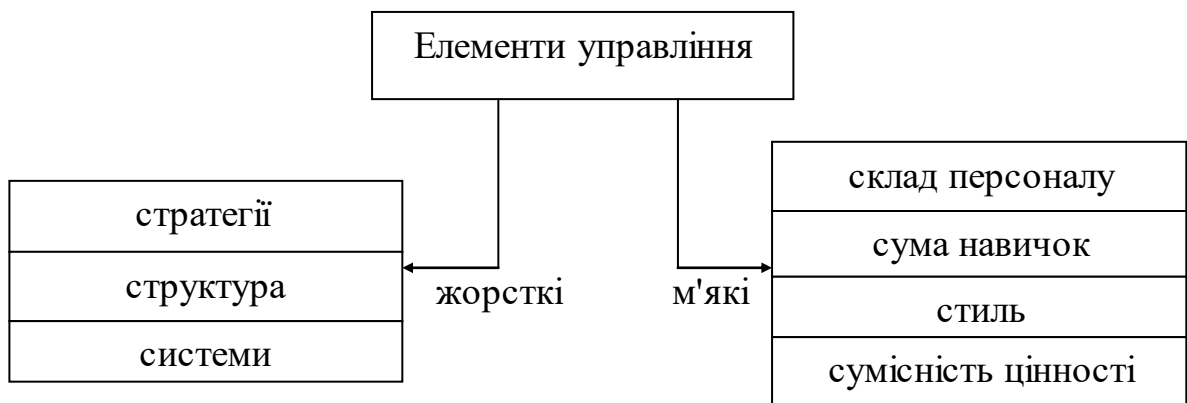 Елементи управління
стратегії
структура
системи
жорсткі
м'які
склад персоналу
сума навичок
стиль
сумісність цінності